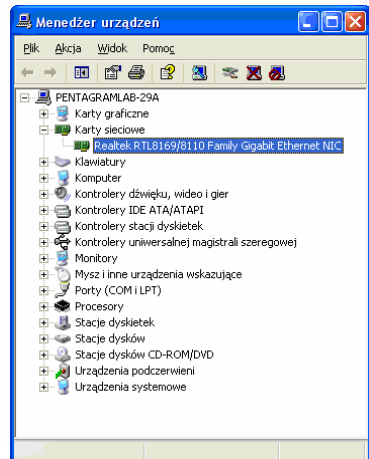 Menedżer urządzeń
Plik Akcja Widok Pomoc
PENTAGRAMLAB-29A
Karty graficzne
Karty sieciowe
Realtek RTL8169/8110 Family Gigabit Ethernet NIC
Klawiatury
Komputer
Kontrolery dźwięku, wideo i gier
Kontrolery IDE ATA/ATAPI
Kontrolery stacji dyskietek
Kontrolery uniwersalnej magistrali szeregowej
Monitory
Mysz i inne urządzenia wskazujące
Porty (COM i LPT)
Procesory
Stacje dyskietek
Stacje dysków
Stacje dysków CD-ROM/DVD
Urządzenia podczerwieni
Urządzenia systemowe